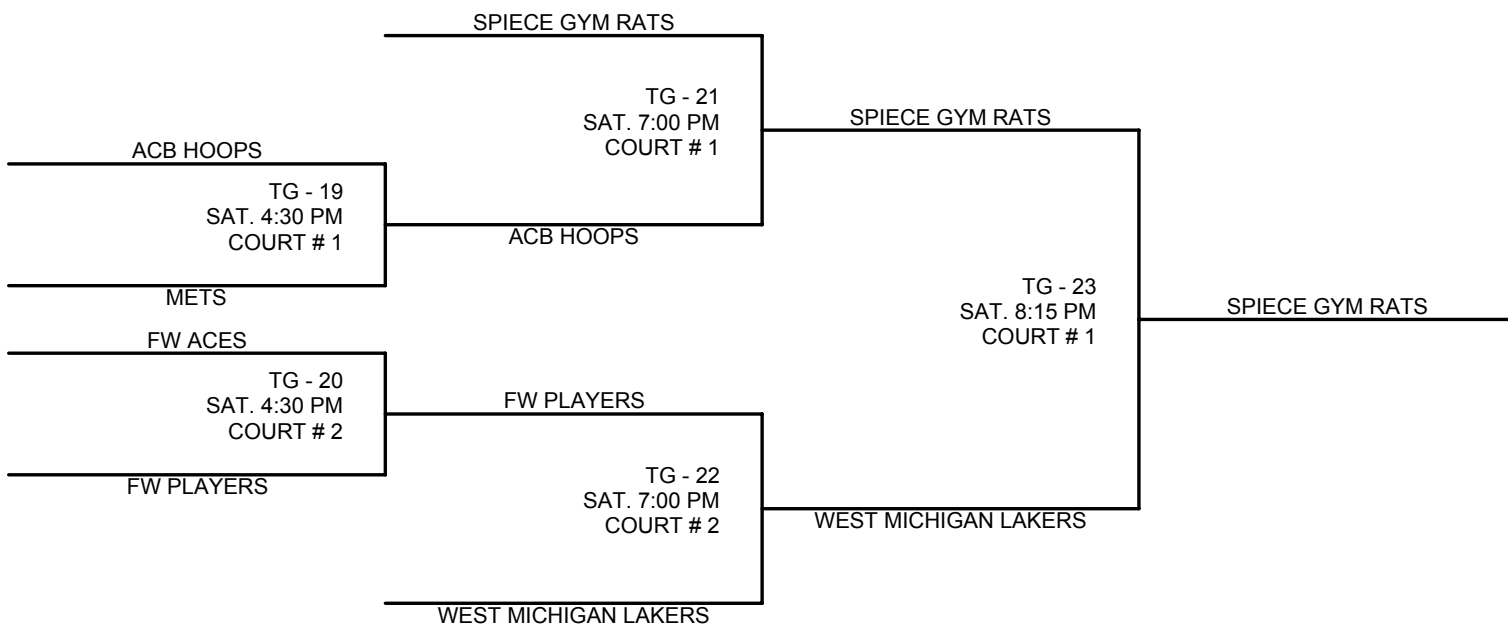 SPIECE GYM RATS
TG - 21
SAT. 7:00 PM
COURT # 1
SPIECE GYM RATS
ACB HOOPS
TG - 19
SAT. 4:30 PM
COURT # 1
ACB HOOPS
METS
TG - 23
SAT. 8:15 PM
COURT # 1
SPIECE GYM RATS
FW ACES
TG - 20
SAT. 4:30 PM
COURT # 2
FW PLAYERS
FW PLAYERS
TG - 22
SAT. 7:00 PM
COURT # 2
WEST MICHIGAN LAKERS
WEST MICHIGAN LAKERS